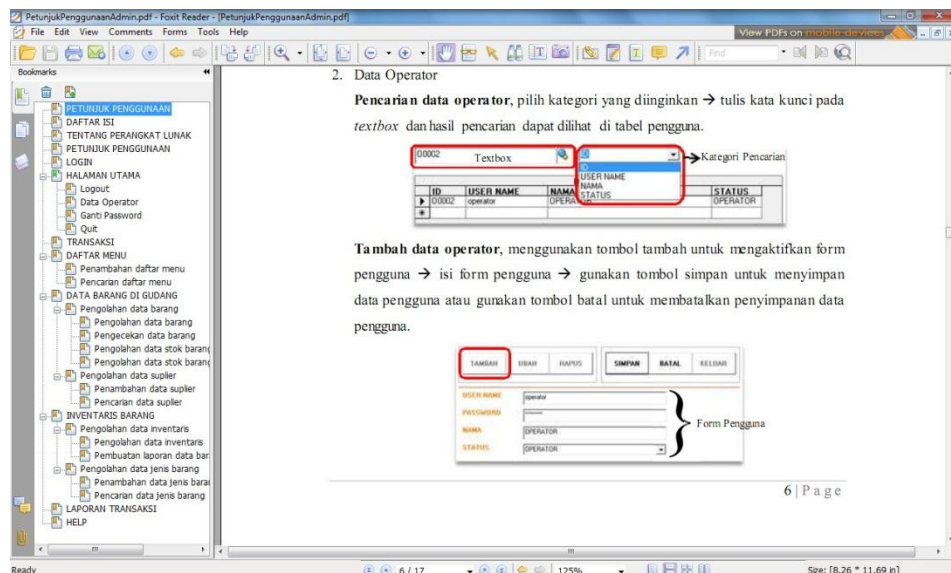 PetunjukPenggunaanAdmin.pdf - Foxit Reader - [PetunjukPenggunaanAdmin.pdf]
File Edit View Comments Forms Tools Help
View PDFs on mobile devices
Find
Bookmarks
PETUNJUK PENGGUNAAN
DAFTAR ISI
TENTANG PERANGKAT LUNAK
PETUNJUK PENGGUNAAN
LOGIN
HALAMAN UTAMA
Logout
Data Operator
Ganti Password
Quit
TRANSAKSI
DAFTAR MENU
Penambahan daftar menu
Pencarian daftar menu
DATA BARANG DI GUDANG
Pengolahan data barang
Pengolahan data barang
Pengecekan data barang
Pengolahan data stok barang
Pengolahan data stok barang
Pengolahan data suplier
Penambahan data suplier
Pencarian data suplier
INVENTARIS BARANG
Pengolahan data inventaris
Pengolahan data inventaris
Pembuatan laporan data bar
Pengolahan data jenis barang
Penambahan data jenis bara
Pencarian data jenis barang
LAPORAN TRANSAKSI
HELP
2. Data Operator
Pencarian data operator, pilih kategori yang diinginkan → tulis kata kunci pada
textbox dan hasil pencarian dapat dilihat di tabel pengguna.
00002 Textbox ID Kategori Pencarian
ID
USER NAME
NAMA
STATUS
ID USER NAME NAMA STATUS
00002 operator OPERATOR OPERATOR
Tambah data operator, menggunakan tombol tambah untuk mengaktifkan form
pengguna → isi form pengguna → gunakan tombol simpan untuk menyimpan
data pengguna atau gunakan tombol batal untuk membatalkan penyimpanan data
pengguna.
TAMBAH UBAH HAPUS SIMPAN BATAL KELUAR
USER NAME operator
PASSWORD
NAMA OPERATOR
STATUS OPERATOR
Form Pengguna
6 | Page
Ready 6 / 17 125% Size: [8.26 * 11.69 in]